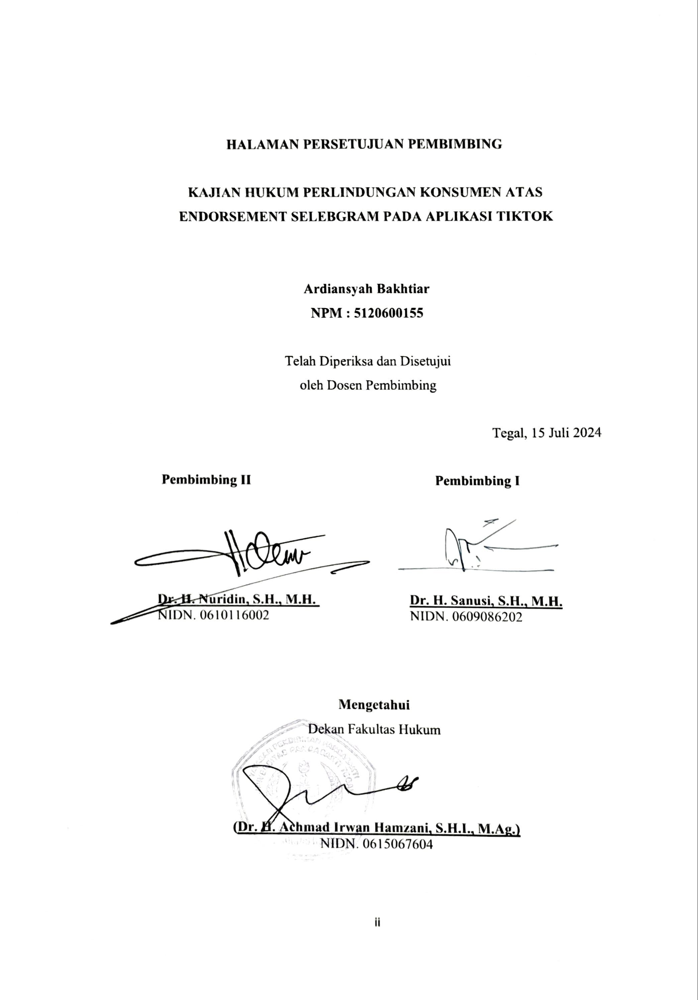 HALAMAN PERSETUJUAN PEMBIMBING
KAJIAN HUKUM PERLINDUNGAN KONSUMEN ATAS
ENDORSEMENT SELEBGRAM PADA APLIKASI TIKTOK
Ardiansyah Bakhtiar
NPM : 5120600155
Telah Diperiksa dan Disetujui
oleh Dosen Pembimbing
Tegal, 15 Juli 2024
Pembimbing II
Pembimbing I
Dr. H. Nuridin, S.H., M.H.
NIDN. 0610116002
Dr. H. Sanusi, S.H., M.H.
NIDN. 0609086202
Mengetahui
Dekan Fakultas Hukum
(Dr. H. Achmad Irwan Hamzani, S.H.I., M.Ag.)
NIDN. 0615067604
ii